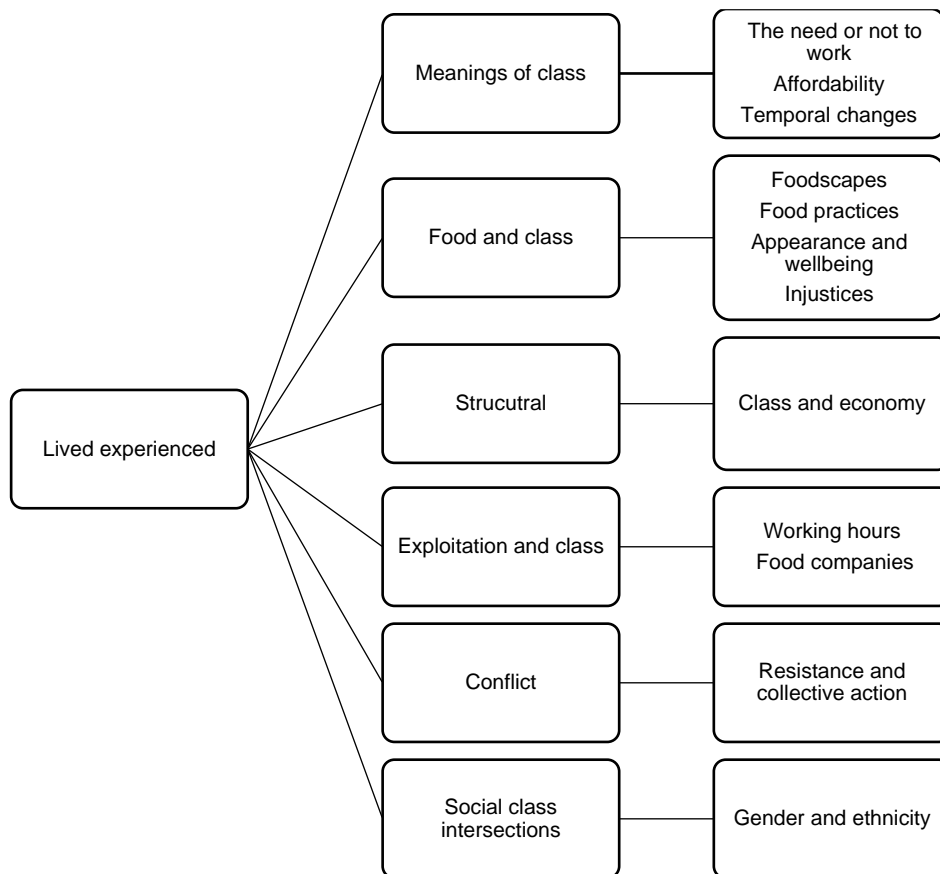 Lived experienced
Meanings of class
The need or not to
work
Affordability
Temporal changes
Food and class
Foodscapes
Food practices
Appearance and
wellbeing
Injustices
Strucutral
Class and economy
Exploitation and class
Working hours
Food companies
Conflict
Resistance and
collective action
Social class
intersections
Gender and ethnicity